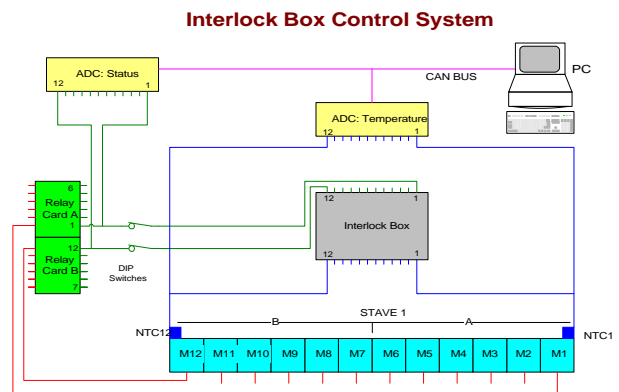 Interlock Box Control System
ADC: Status
12 1
CAN BUS
PC
ADC: Temperature
12 1
6
Relay
Card A
1
12
Relay
Card B
7
DIP
Switches
12 1
Interlock Box
12 1
STAVE 1
B A
NTC12
NTC1
M12 M11 M10 M9 M8 M7 M6 M5 M4 M3 M2 M1